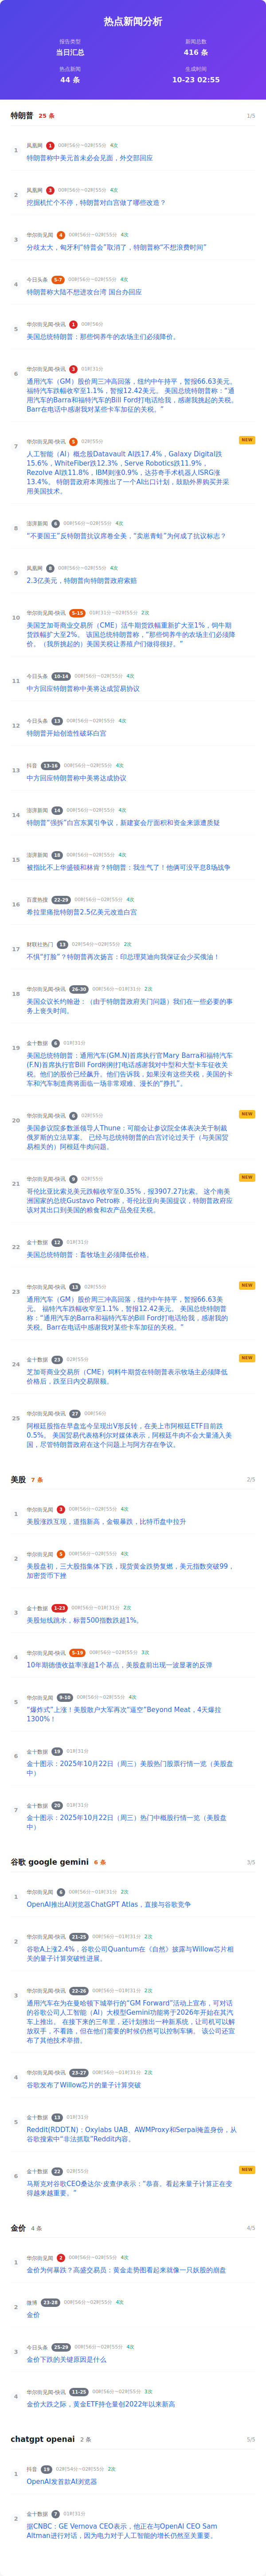 热点新闻分析
报告类型
新闻总数
当日汇总
416 条
热点新闻
生成时间
44 条
10-23 02:55
特朗普 25 条 1/5
1 凤凰网 1 00时56分~02时55分 4次
特朗普称中美元首未必会见面，外交部回应
2 凤凰网 3 00时56分~02时55分 4次
挖掘机忙个不停，特朗普对白宫做了哪些改造？
3 华尔街见闻 4 00时56分~02时55分 4次
分歧太大，匈牙利“特普会”取消了，特朗普称“不想浪费时间”
4 今日头条 5-7 00时56分~02时55分 4次
特朗普称大陆不想进攻台湾 国台办回应
5 华尔街见闻-快讯 1 00时56分
美国总统特朗普：那些饲养牛的农场主们必须降价。
6 华尔街见闻-快讯 3 01时31分
通用汽车（GM）股价周三冲高回落，纽约中午持平，暂报66.63美元。
福特汽车跌幅收窄至1.1%，暂报12.42美元。 美国总统特朗普称：“通
用汽车的Barra和福特汽车的Bill Ford打电话给我，感谢我挑起的关税。
Barr在电话中感谢我对某些卡车加征的关税。”
7 华尔街见闻-快讯 5 02时55分 NEW
人工智能（AI）概念股Datavault AI跌17.4%，Galaxy Digital跌
15.6%，WhiteFiber跌12.3%，Serve Robotics跌11.9%，
Rezolve AI跌11.8%，IBM则涨0.9%，达芬奇手术机器人ISRG涨
13.4%。 特朗普政府本周推出了一个AI出口计划，鼓励外界购买并采
用美国技术。
8 澎湃新闻 6 00时56分~02时55分 4次
“不要国王”反特朗普抗议席卷全美，“卖崽青蛙”为何成了抗议标志？
9 凤凰网 8 00时56分~02时55分 4次
2.3亿美元，特朗普向特朗普政府索赔
10 华尔街见闻-快讯 5-19 01时31分~02时55分 2次
美国芝加哥商业交易所（CME）活牛期货跌幅重新扩大至1%，饲牛期
货跌幅扩大至2%。 该国总统特朗普称，“那些饲养牛的农场主们必须降
价。（我所挑起的）美国关税让养殖户们做得很好。”
11 今日头条 10-14 00时56分~02时55分 4次
中方回应特朗普称中美将达成贸易协议
12 今日头条 13 00时56分~02时55分 4次
特朗普开始创造性破坏白宫
13 抖音 13-16 00时56分~02时55分 4次
中方回应特朗普称中美将达成协议
14 澎湃新闻 14 00时56分~02时55分 4次
特朗普“强拆”白宫东翼引争议，新建宴会厅面积和资金来源遭质疑
15 澎湃新闻 18 00时56分~02时55分 4次
被指比不上华盛顿和林肯？特朗普：我生气了！他俩可没平息8场战争
16 百度热搜 22-29 00时56分~02时55分 4次
希拉里痛批特朗普2.5亿美元改造白宫
17 财联社热门 13 02时54分~02时55分 2次
不惧“打脸”？特朗普再次扬言：印总理莫迪向我保证会少买俄油！
18 华尔街见闻-快讯 26-30 00时56分~01时31分 2次
美国众议长约翰逊：（由于特朗普政府关门问题）我们在一些必要的事
务上丧失时间。
19 金十数据 6 01时31分
美国总统特朗普：通用汽车(GM.N)首席执行官Mary Barra和福特汽车
(F.N)首席执行官Bill Ford刚刚打电话感谢我对中型和大型卡车征收关
税。他们的股价已经飙升。他们告诉我，如果没有这些关税，美国的卡
车和汽车制造商将面临一场非常艰难、漫长的“挣扎”。
20 华尔街见闻-快讯 6 02时55分 NEW
美国参议院多数派领导人Thune：可能会让参议院全体表决关于制裁
俄罗斯的立法草案。 已经与总统特朗普的白宫讨论过关于（与美国贸
易相关的）阿根廷牛肉问题。
21 华尔街见闻-快讯 9 02时55分 NEW
哥伦比亚比索兑美元跌幅收窄至0.35%，报3907.27比索。 这个南美
洲国家的总统Gustavo Petro称，哥伦比亚向美国提议，特朗普政府应
该对其出口到美国的粮食和农产品免征关税。
22 金十数据 12 01时31分
美国总统特朗普：畜牧场主必须降低价格。
23 华尔街见闻-快讯 13 02时55分 NEW
通用汽车（GM）股价周三冲高回落，纽约中午持平，暂报66.63美
元。 福特汽车跌幅收窄至1.1%，暂报12.42美元。 美国总统特朗普
称：“通用汽车的Barra和福特汽车的Bill Ford打电话给我，感谢我的
关税。Barr在电话中感谢我对某些卡车加征的关税。”
24 金十数据 23 02时55分 NEW
芝加哥商业交易所（CME）饲料牛期货在特朗普表示牧场主必须降低
价格后，跌至日内交易限额。
25 华尔街见闻-快讯 27 00时56分
阿根廷股指在早盘迄今呈现出V形反转，在美上市阿根廷ETF目前跌
0.5%。 美国贸易代表格利尔对媒体表示，阿根廷牛肉不会大量涌入美
国，尽管特朗普政府在这个问题上与阿方存在争议。
美股 7 条 2/5
1 华尔街见闻 3 00时56分~02时55分 4次
美股涨跌互现，道指新高，金银暴跌，比特币盘中拉升
2 华尔街见闻 5 00时56分~02时55分 4次
美股盘初，三大股指集体下跌，现货黄金跌势复燃，美元指数突破99，
加密货币下挫
3 金十数据 1-23 00时56分~01时31分 2次
美股短线跳水，标普500指数跌超1%。
4 华尔街见闻-快讯 5-19 00时56分~02时55分 3次
10年期德债收益率涨超1个基点，美股盘前出现一波显著的反弹
5 华尔街见闻 9-10 00时56分~02时55分 4次
“爆炸式”上涨！美股散户大军再次“逼空”Beyond Meat，4天爆拉
1300%！
6 金十数据 19 01时31分
金十图示：2025年10月22日（周三）美股热门股票行情一览（美股盘
中）
7 金十数据 20 01时31分
金十图示：2025年10月22日（周三）热门中概股行情一览（美股盘
中）
谷歌 google gemini 6 条 3/5
1 华尔街见闻 6 00时56分~01时31分 2次
OpenAI推出AI浏览器ChatGPT Atlas，直接与谷歌竞争
2 华尔街见闻-快讯 21-25 00时56分~01时31分 2次
谷歌A上涨2.4%，谷歌公司Quantum在《自然》披露与Willow芯片相
关的量子计算突破性进展。
3 华尔街见闻-快讯 22-26 00时56分~01时31分 2次
通用汽车在为在曼哈顿下城举行的“GM Forward”活动上宣布，可对话
的谷歌公司人工智能（AI）大模型Gemini功能将于2026年开始在其汽
车上推出。 在接下来的三年里，还计划推出一种新系统，让司机可以解
放双手，不看路，但在他们需要的时候仍然可以控制车辆。 该公司还宣
布了其他技术举措。
4 华尔街见闻-快讯 23-27 00时56分~01时31分 2次
谷歌发布了Willow芯片的量子计算突破
5 金十数据 13 01时31分
Reddit(RDDT.N)：Oxylabs UAB、AWMProxy和Serpai掩盖身份，从
谷歌搜索中“非法抓取”Reddit内容。
6 金十数据 22 02时55分 NEW
马斯克对谷歌CEO桑达尔·皮查伊表示：“恭喜。看起来量子计算正在变
得越来越重要。”
金价 4 条 4/5
1 华尔街见闻 2 00时56分~02时55分 4次
金价为何暴跌？高盛交易员：黄金走势图看起来就像一只妖股的崩盘
2 微博 23-28 00时56分~02时55分 4次
金价
3 今日头条 25-29 00时56分~02时55分 4次
金价下跌的关键原因是什么
4 华尔街见闻-快讯 11-25 00时56分~02时55分 3次
金价大跌之际，黄金ETF持仓量创2022年以来新高
chatgpt openai 2 条 5/5
1 抖音 19 02时54分~02时55分 2次
OpenAI发首款AI浏览器
2 金十数据 7 01时31分
据CNBC：GE Vernova CEO表示，他正在与OpenAI CEO Sam
Altman进行对话，因为电力对于人工智能的增长仍然至关重要。